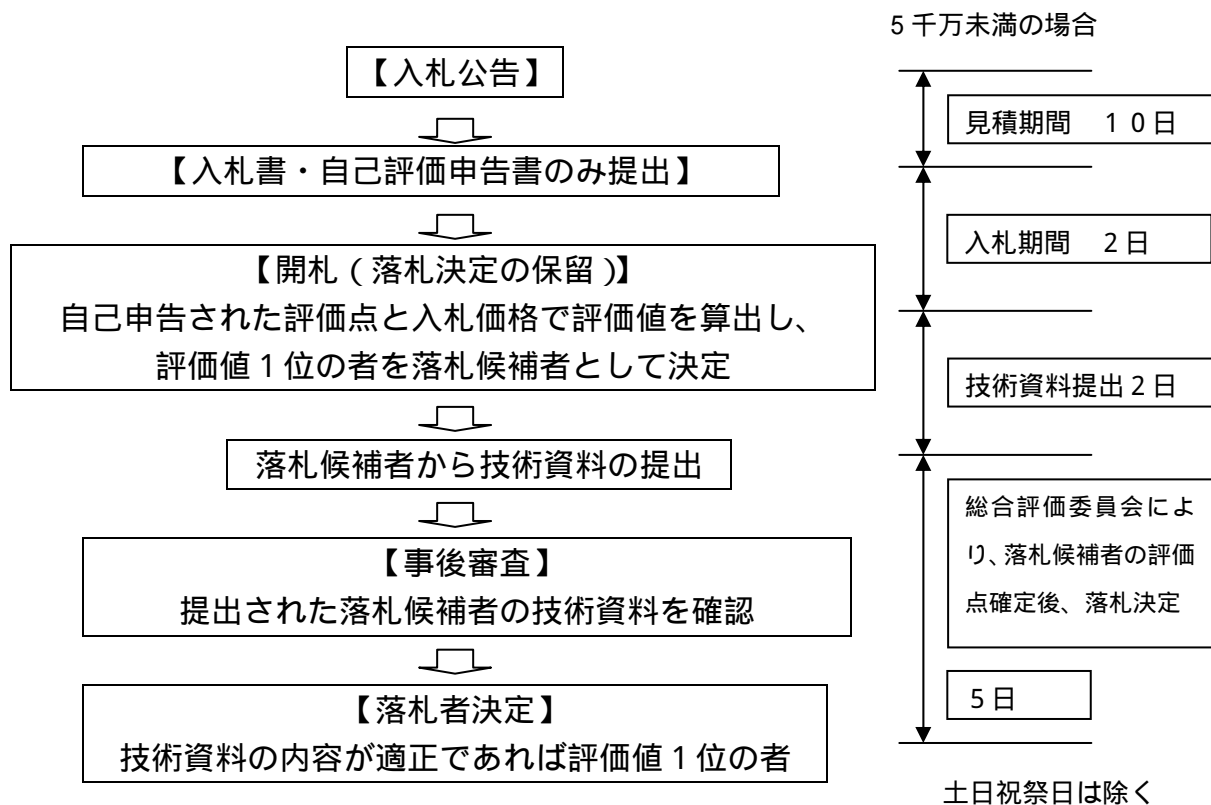 5千万未満の場合
【入札公告】
見積期間　10日
【入札書・自己評価申告書のみ提出】
入札期間　2日
【開札（落札決定の保留）】
自己申告された評価点と入札価格で評価値を算出し、
評価値1位の者を落札候補者として決定
技術資料提出2日
落札候補者から技術資料の提出
総合評価委員会によ
り、落札候補者の評価
点確定後、落札決定
【事後審査】
提出された落札候補者の技術資料を確認
5日
【落札者決定】
技術資料の内容が適正であれば評価値1位の者
土日祝祭日は除く